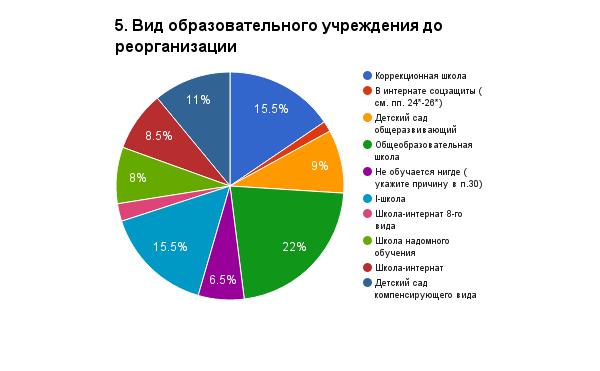 5. Вид образовательного учреждения до
реорганизации
15.5%
9%
22%
6.5%
15.5%
8%
8.5%
11%
Коррекционная школа
В интернате соцзащиты (
см. пп. 24*-26*)
Детский сад
общеразвивающий
Общеобразовательная
школа
Не обучается нигде (
укажите причину в п.30)
I-школа
Школа-интернат 8-го
вида
Школа надомного
обучения
Школа-интернат
Детский сад
компенсирующего вида